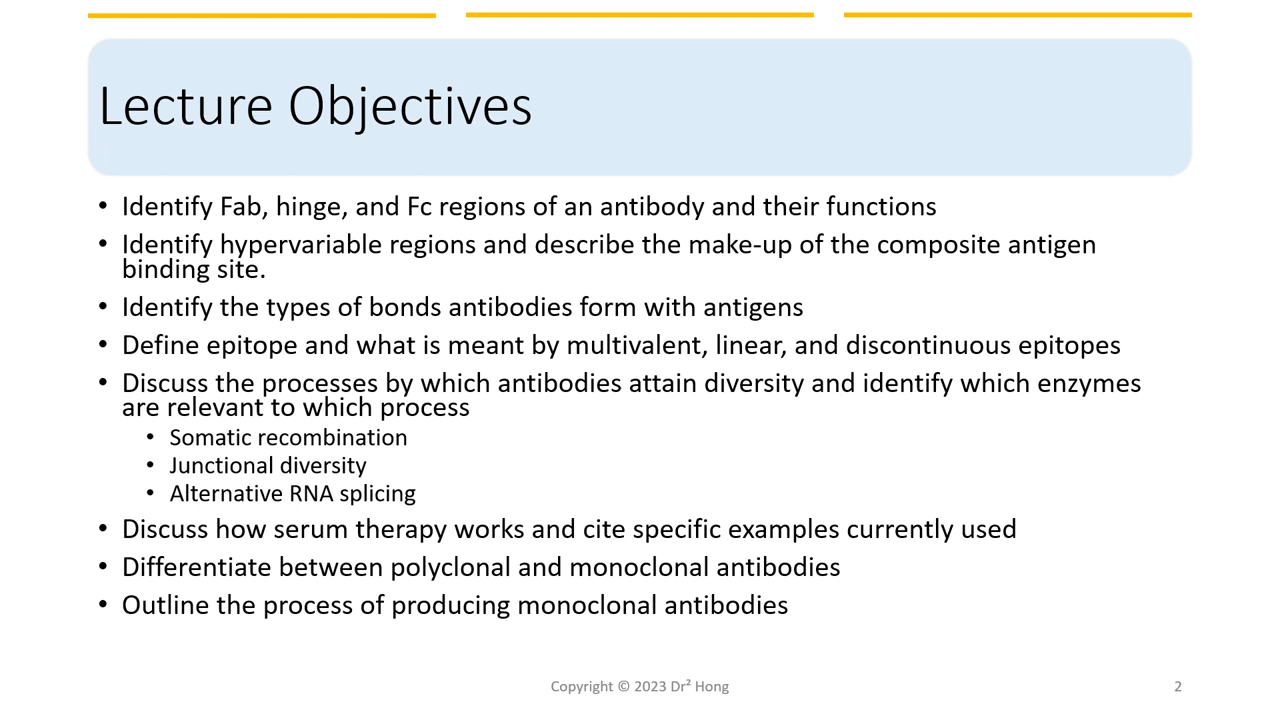 Lecture Objectives
• Identify Fab, hinge, and Fc regions of an antibody and their functions
• Identify hypervariable regions and describe the make-up of the composite antigen
binding site.
• Identify the types of bonds antibodies form with antigens
• Define epitope and what is meant by multivalent, linear, and discontinuous epitopes
• Discuss the processes by which antibodies attain diversity and identify which enzymes
are relevant to which process
• Somatic recombination
• Junctional diversity
• Alternative RNA splicing
• Discuss how serum therapy works and cite specific examples currently used
• Differentiate between polyclonal and monoclonal antibodies
• Outline the process of producing monoclonal antibodies
Copyright © 2023 Dr² Hong
2